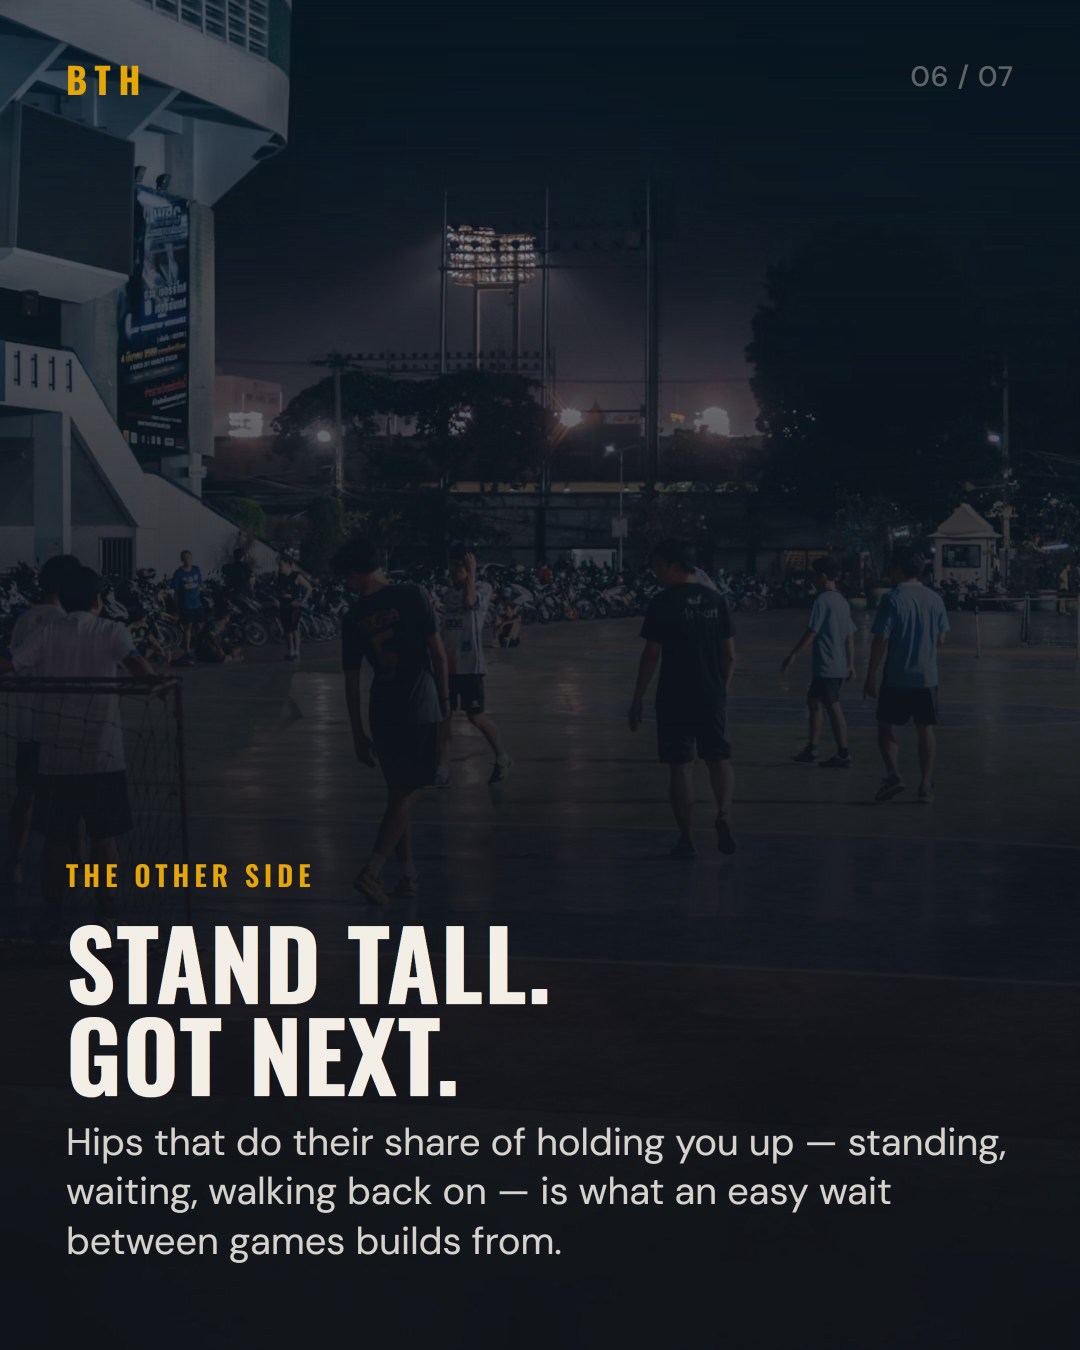 BTH
06 / 07
THE OTHER SIDE
STAND TALL.
GOT NEXT.
Hips that do their share of holding you up — standing,
waiting, walking back on — is what an easy wait
between games builds from.